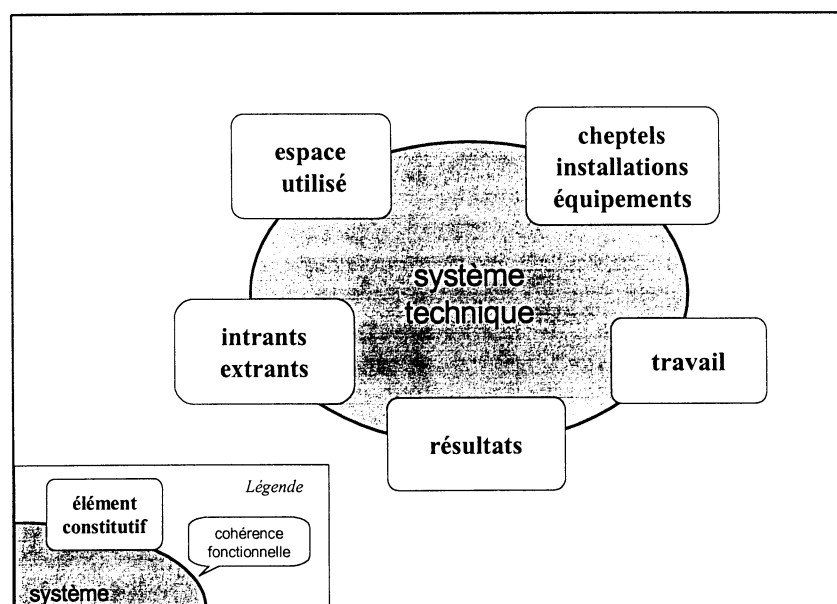 espace
utilisé
cheptels
installations
équipements
système
technique
intrants
extrants
travail
résultats
Légende
élément
constitutif
cohérence
fonctionnelle
système